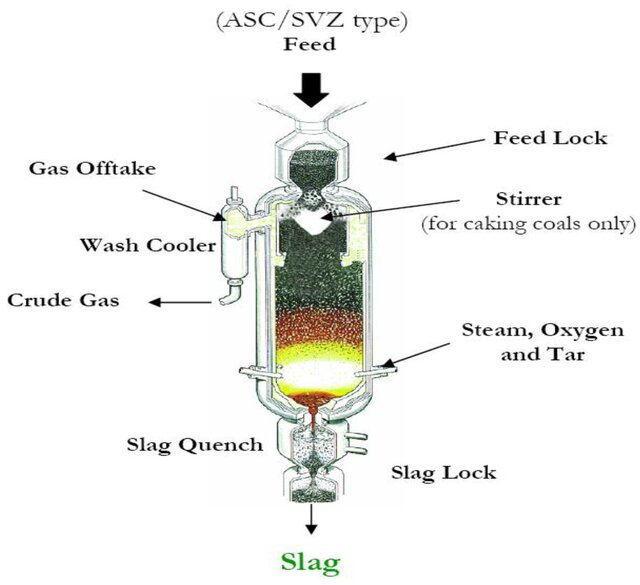 (ASC/SVZ type)
Feed
Feed Lock
Gas Offtake
Stirrer
(for caking coals only)
Wash Cooler
Crude Gas
Steam, Oxygen
and Tar
Slag Quench
Slag Lock
Slag